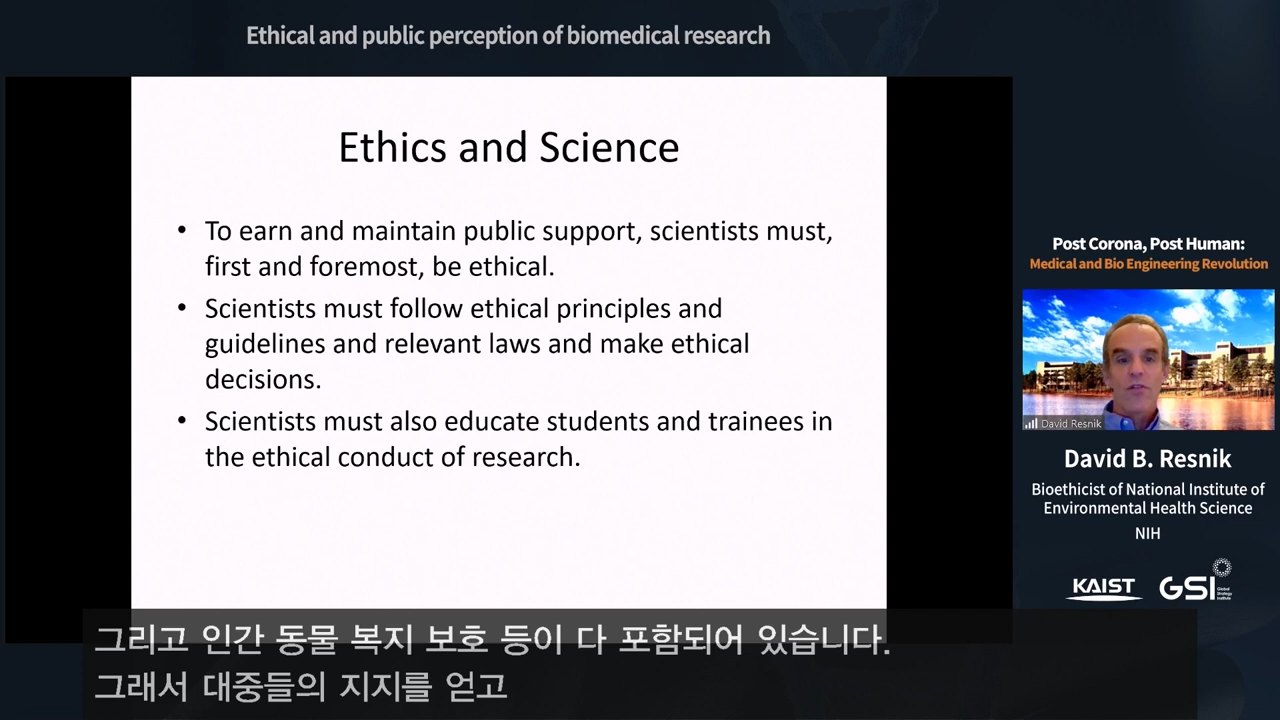 Ethical and public perception of biomedical research
Ethics and Science
• To earn and maintain public support, scientists must,
first and foremost, be ethical.
• Scientists must follow ethical principles and
guidelines and relevant laws and make ethical
decisions.
• Scientists must also educate students and trainees in
the ethical conduct of research.
Post Corona, Post Human:
Medical and Bio Engineering Revolution
David Resnik
David B. Resnik
Bioethicist of National Institute of
Environmental Health Science
NIH
KAIST
GSI
Global
Strategy
Institute
그리고 인간 동물 복지 보호 등이 다 포함되어 있습니다.
그래서 대중들의 지지를 얻고